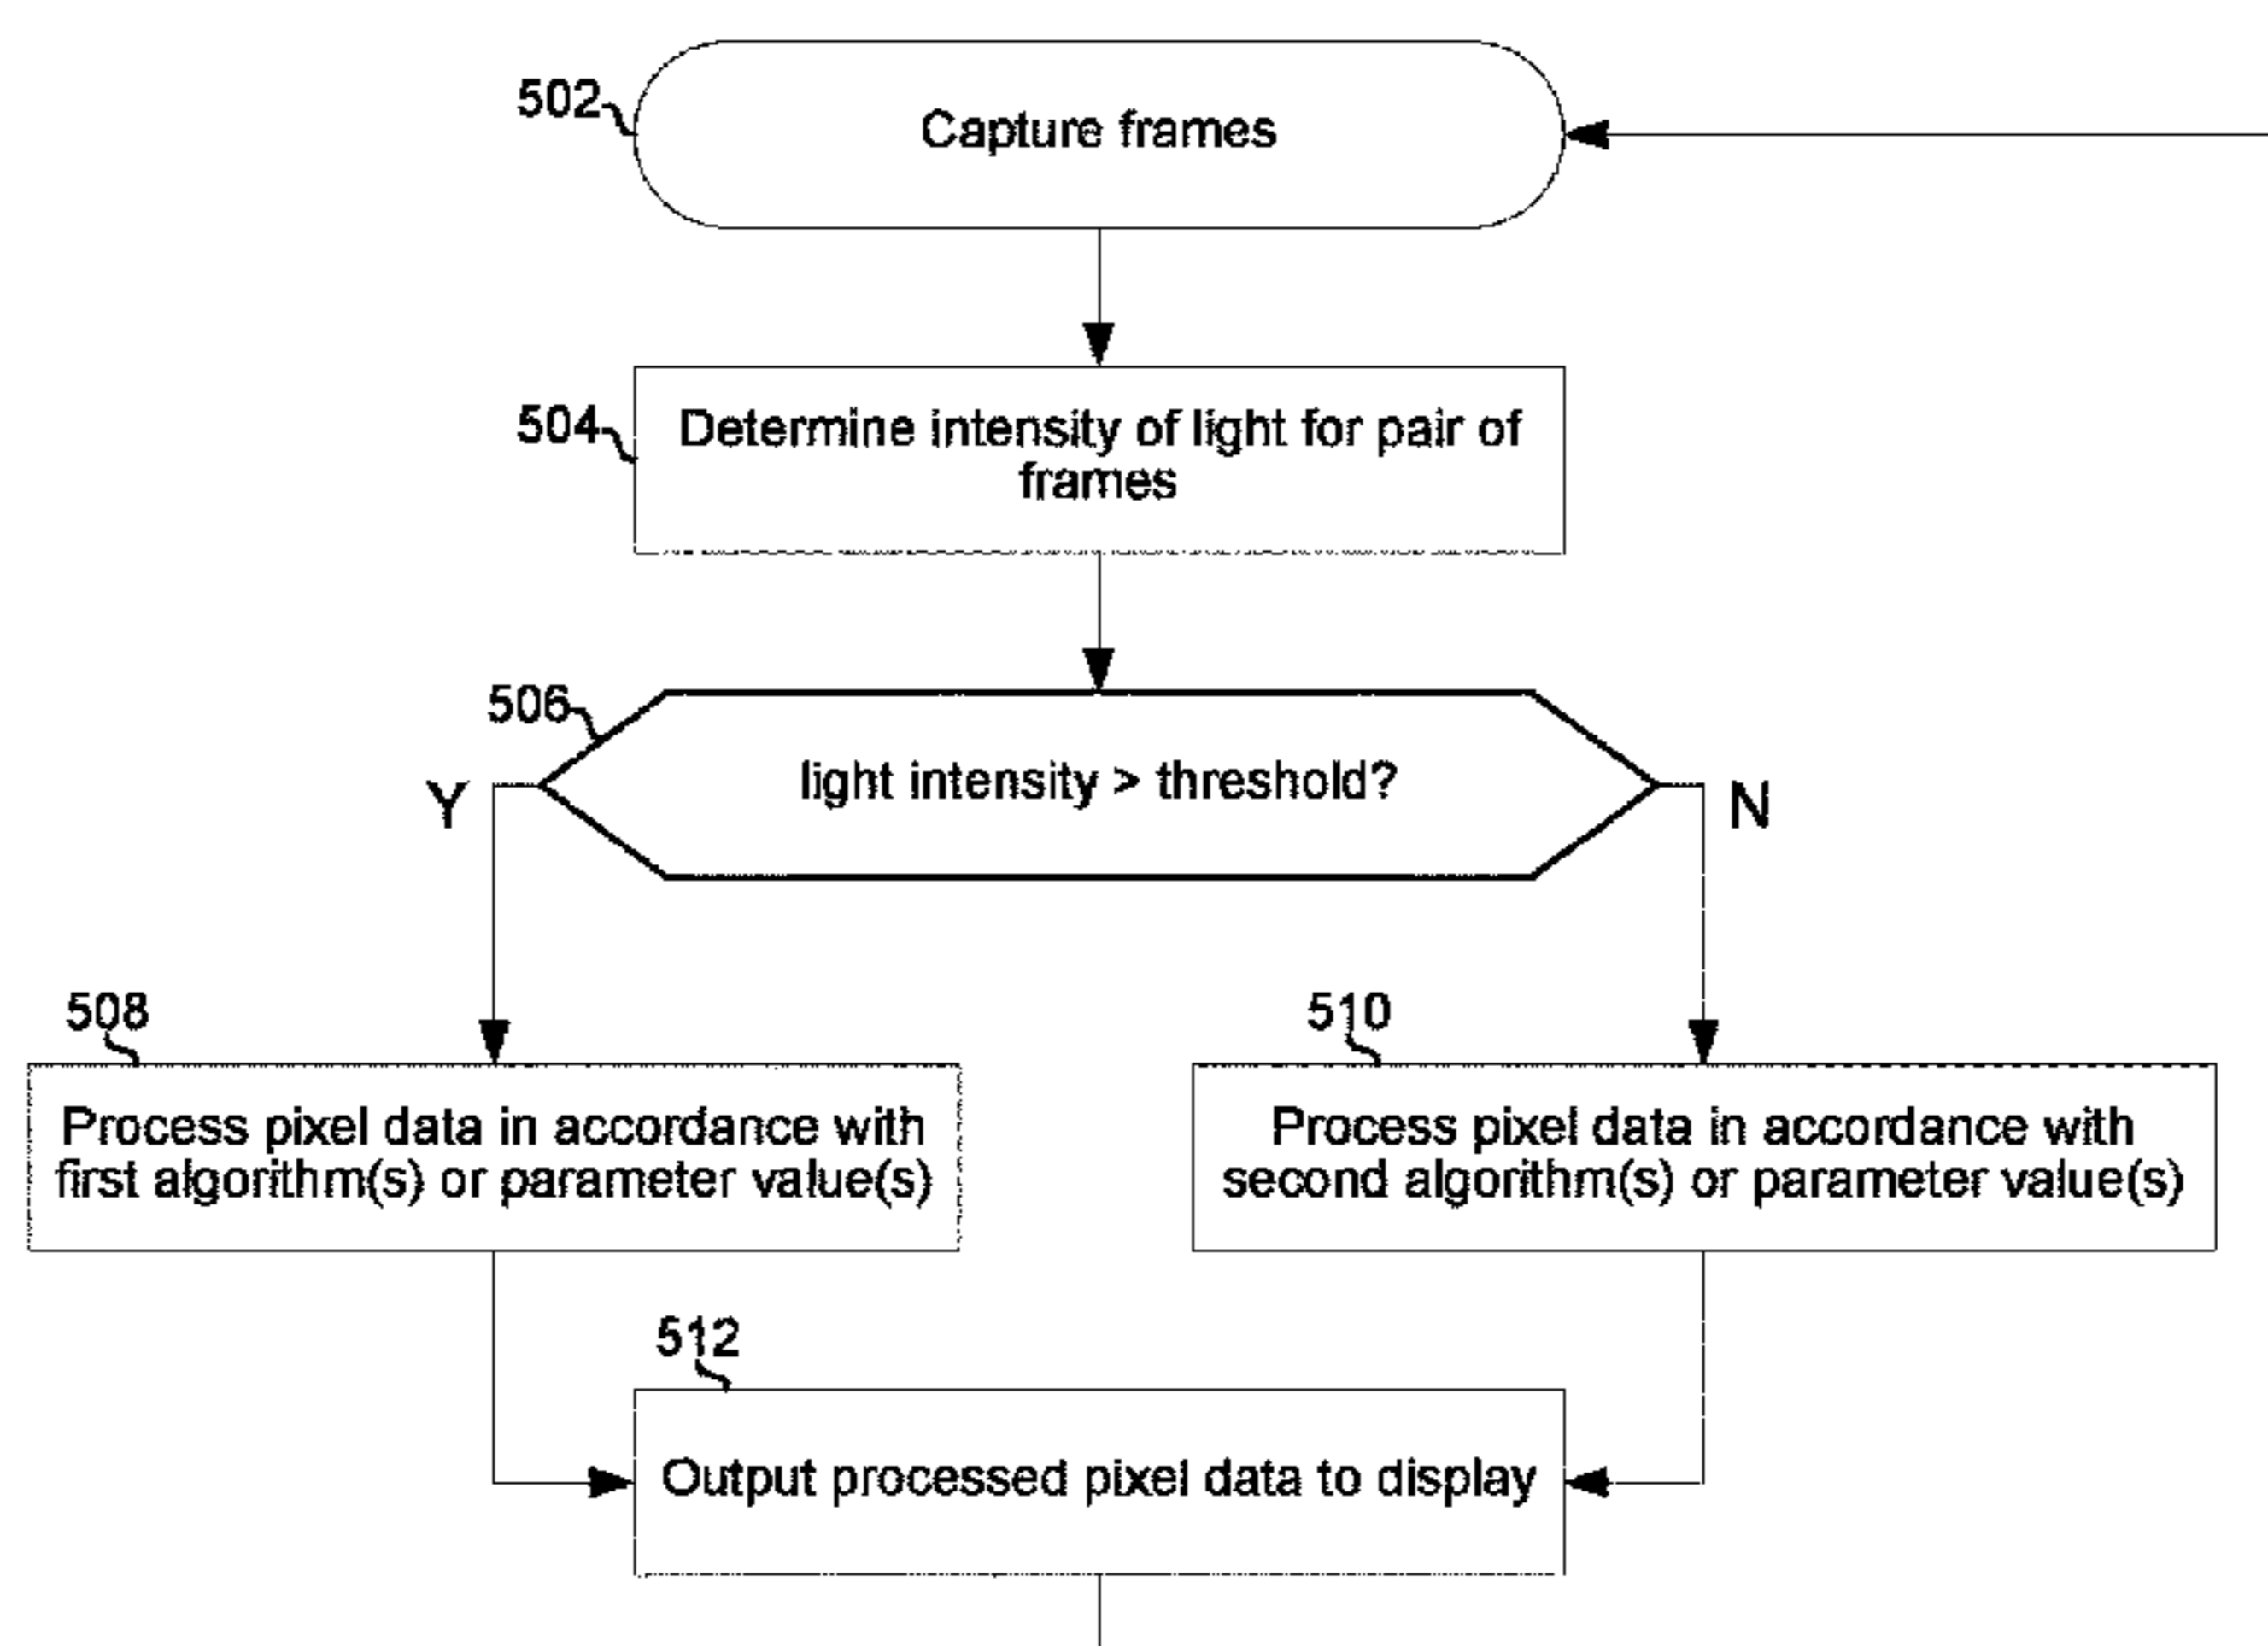 502
Capture frames
504
Determine intensity of light for pair of
frames
506
light intensity > threshold?
Y
N
508
510
Process pixel data in accordance with
first algorithm(s) or parameter value(s)
Process pixel data in accordance with
second algorithm(s) or parameter value(s)
512
Output processed pixel data to display